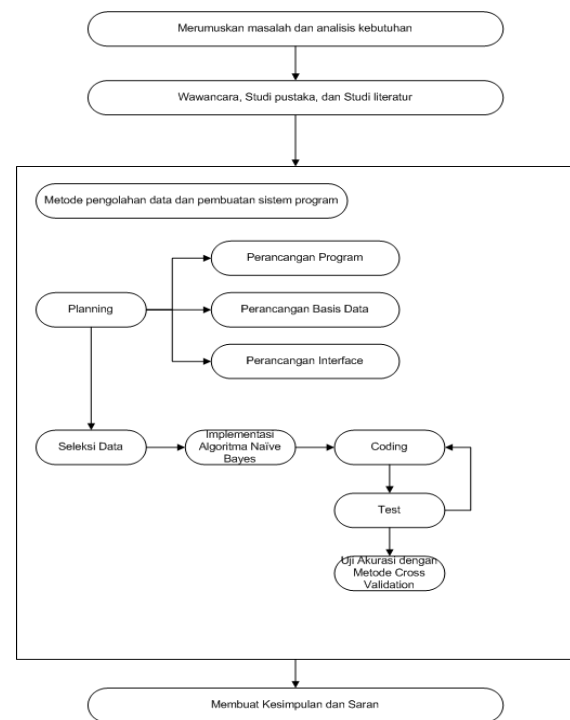 Merumuskan masalah dan analisis kebutuhan
Wawancara, Studi pustaka, dan Studi literatur
Metode pengolahan data dan pembuatan sistem program
Perancangan Program
Planning
Perancangan Basis Data
Perancangan Interface
Seleksi Data
Implementasi
Algoritma Naïve
Bayes
Coding
Test
Uji Akurasi dengan
Metode Cross
Validation
Membuat Kesimpulan dan Saran